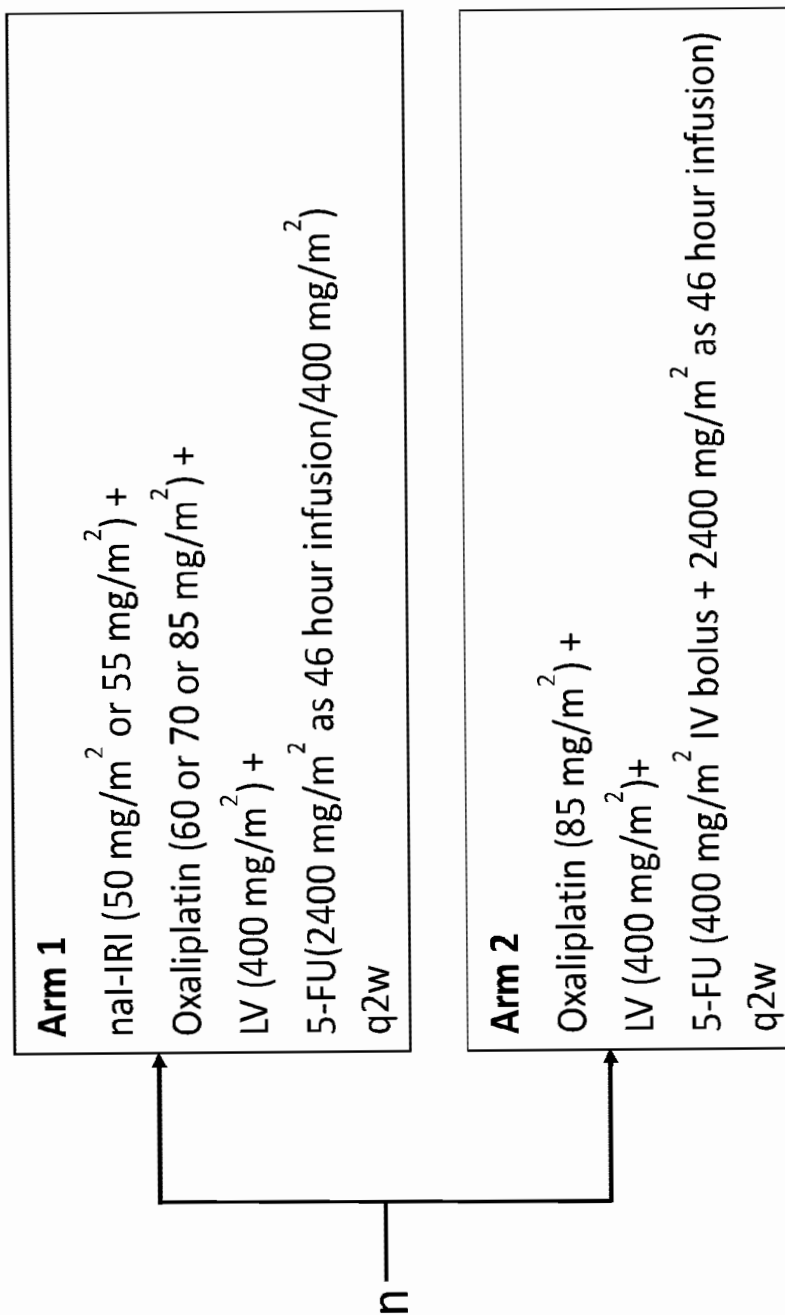 n
Arm 1
nal-IRI (50 mg/m² or 55 mg/m²) +
Oxaliplatin (60 or 70 or 85 mg/m²) +
LV (400 mg/m²) +
5-FU(2400 mg/m² as 46 hour infusion/400 mg/m²)
q2w
Arm 2
Oxaliplatin (85 mg/m²) +
LV (400 mg/m²)+
5-FU (400 mg/m² IV bolus + 2400 mg/m² as 46 hour infusion)
q2w